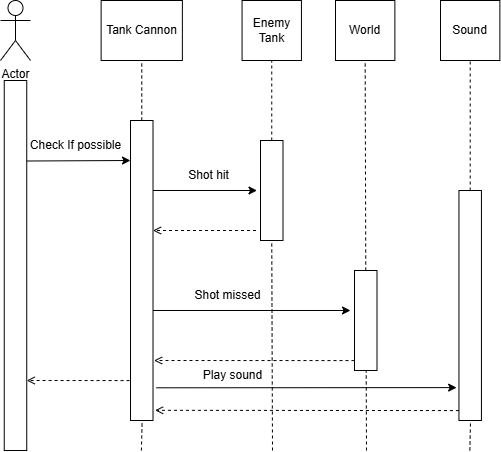 Tank Cannon
Enemy
Tank
World
Sound
Actor
Check If possible
Shot hit
Shot missed
Play sound